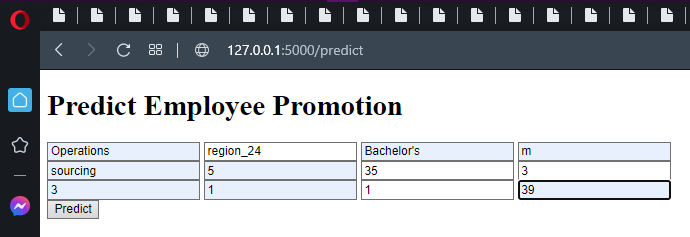 127.0.0.1:5000/predict
Predict Employee Promotion
Operations region_24 Bachelor's m
sourcing 5 35 3
3 1 1 39
Predict